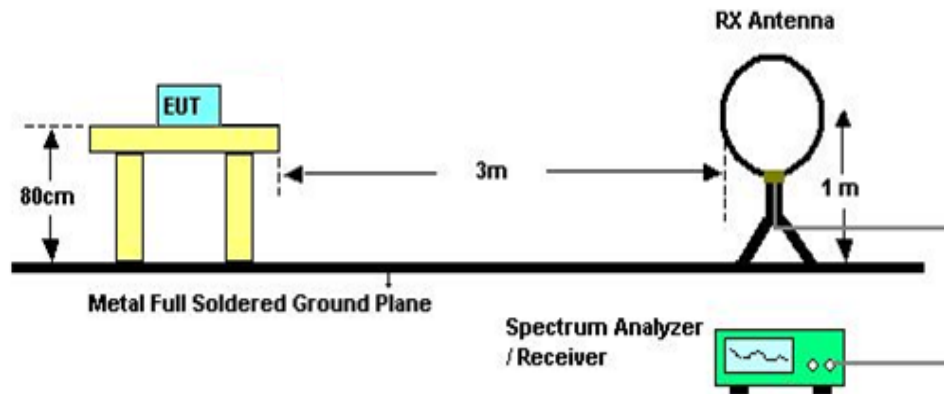 RX Antenna
EUT
80cm
3m
1 m
Metal Full Soldered Ground Plane
Spectrum Analyzer
/ Receiver